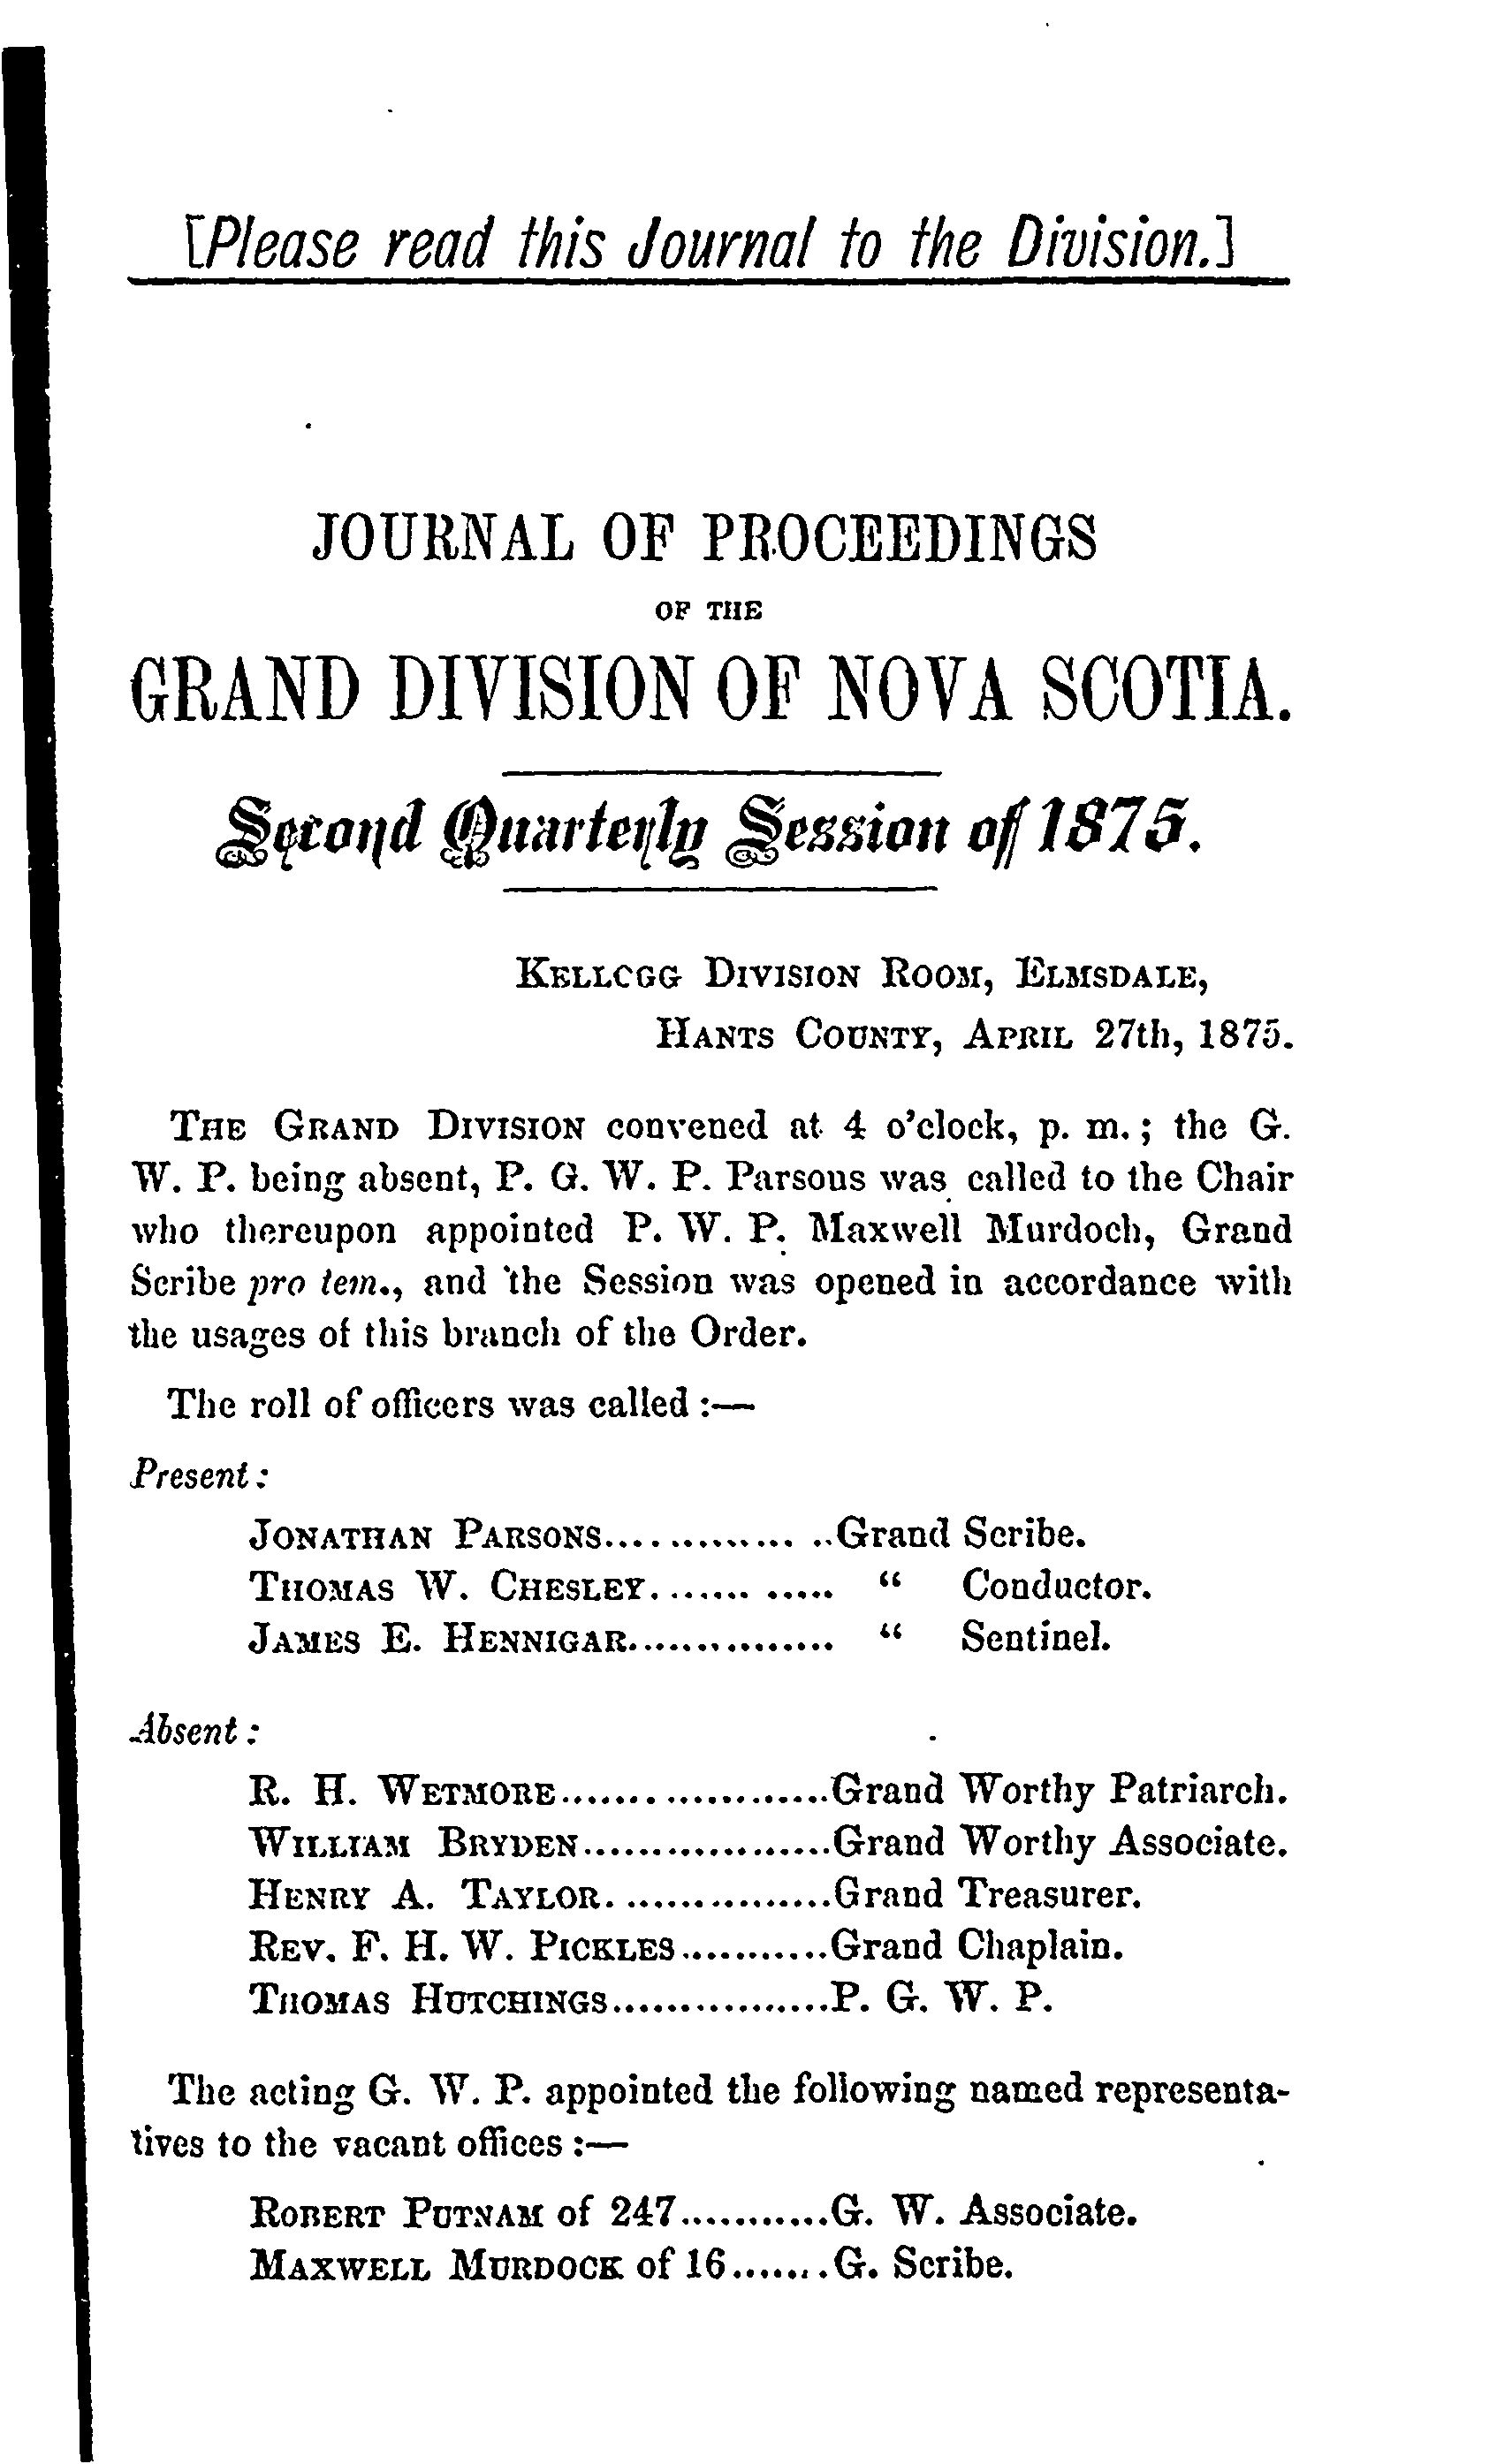 [Please read this Journal to the Division.]
JOURNAL OF PROCEEDINGS
OF THE
GRAND DIVISION OF NOVA SCOTIA.
Second Quarterly Session of 1875.
KELLOGG DIVISION ROOM, ELMSDALE,
HANTS COUNTY, APRIL 27th, 1875.
THE GRAND DIVISION convened at 4 o'clock, p. m.; the G.
W. P. being absent, P. G. W. P. Parsons was called to the Chair
who thereupon appointed P. W. P. Maxwell Murdoch, Grand
Scribe pro tem., and the Session was opened in accordance with
the usages of this branch of the Order.
The roll of officers was called :—
Present :
JONATHAN PARSONS................Grand Scribe.
THOMAS W. CHESLEY............. " Conductor.
JAMES E. HENNIGAR............... " Sentinel.
Absent :
R. H. WETMORE....................Grand Worthy Patriarch.
WILLIAM BRYDEN...................Grand Worthy Associate.
HENRY A. TAYLOR.................Grand Treasurer.
REV. F. H. W. PICKLES...........Grand Chaplain.
THOMAS HUTCHINGS................P. G. W. P.
The acting G. W. P. appointed the following named representa-
tives to the vacant offices :—
ROBERT PUTNAM of 247...........G. W. Associate.
MAXWELL MURDOCK of 16.......G. Scribe.